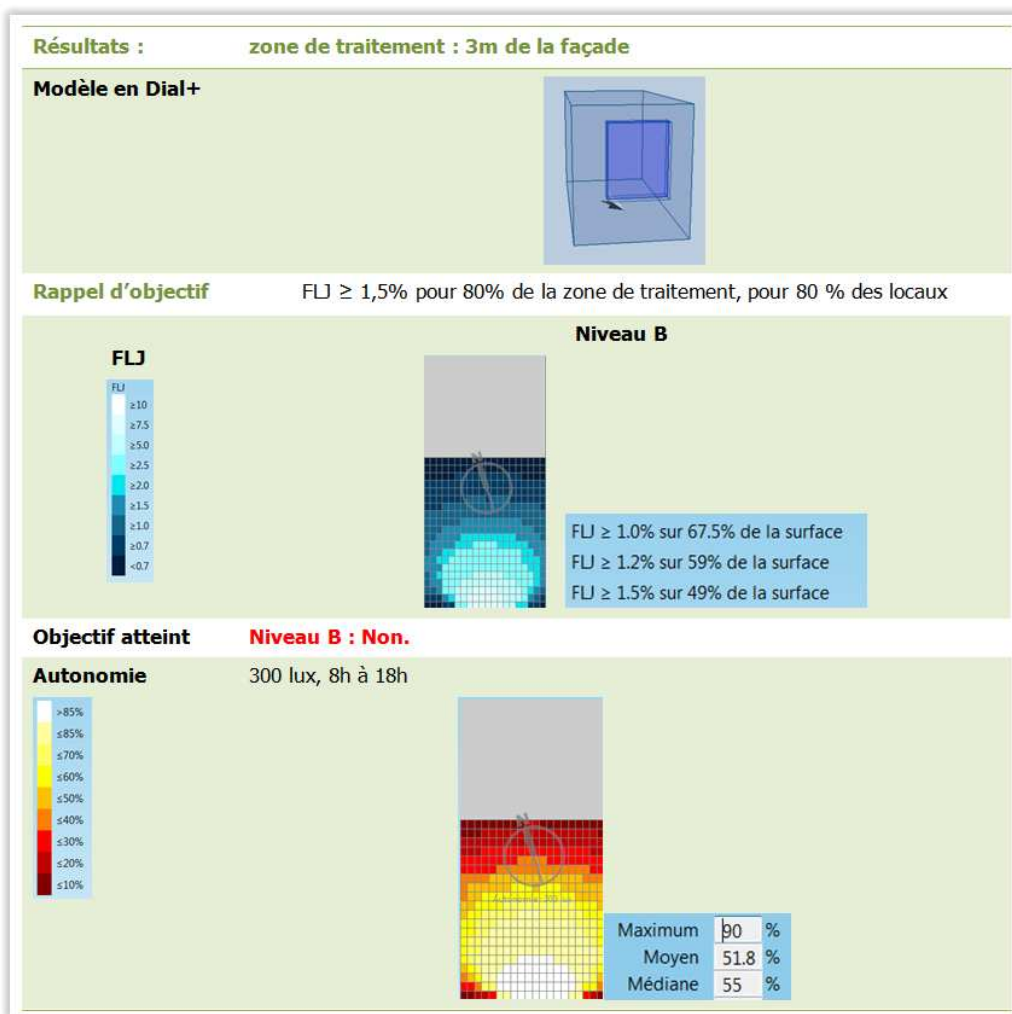 Résultats : zone de traitement : 3m de la façade
Modèle en Dial+
Rappel d’objectif FLJ ≥ 1,5% pour 80% de la zone de traitement, pour 80 % des locaux
Niveau B
FLJ
FLJ
≥10
≥7.5
≥5.0
≥2.5
≥2.0
≥1.5
≥1.0
≥0.7
<0.7
N
FLJ ≥ 1.0% sur 67.5% de la surface
FLJ ≥ 1.2% sur 59% de la surface
FLJ ≥ 1.5% sur 49% de la surface
Objectif atteint Niveau B : Non.
Autonomie 300 lux, 8h à 18h
>85%
≤85%
≤70%
≤60%
≤50%
≤40%
≤30%
≤20%
≤10%
N
Maximum 90 %
Moyen 51.8 %
Médiane 55 %